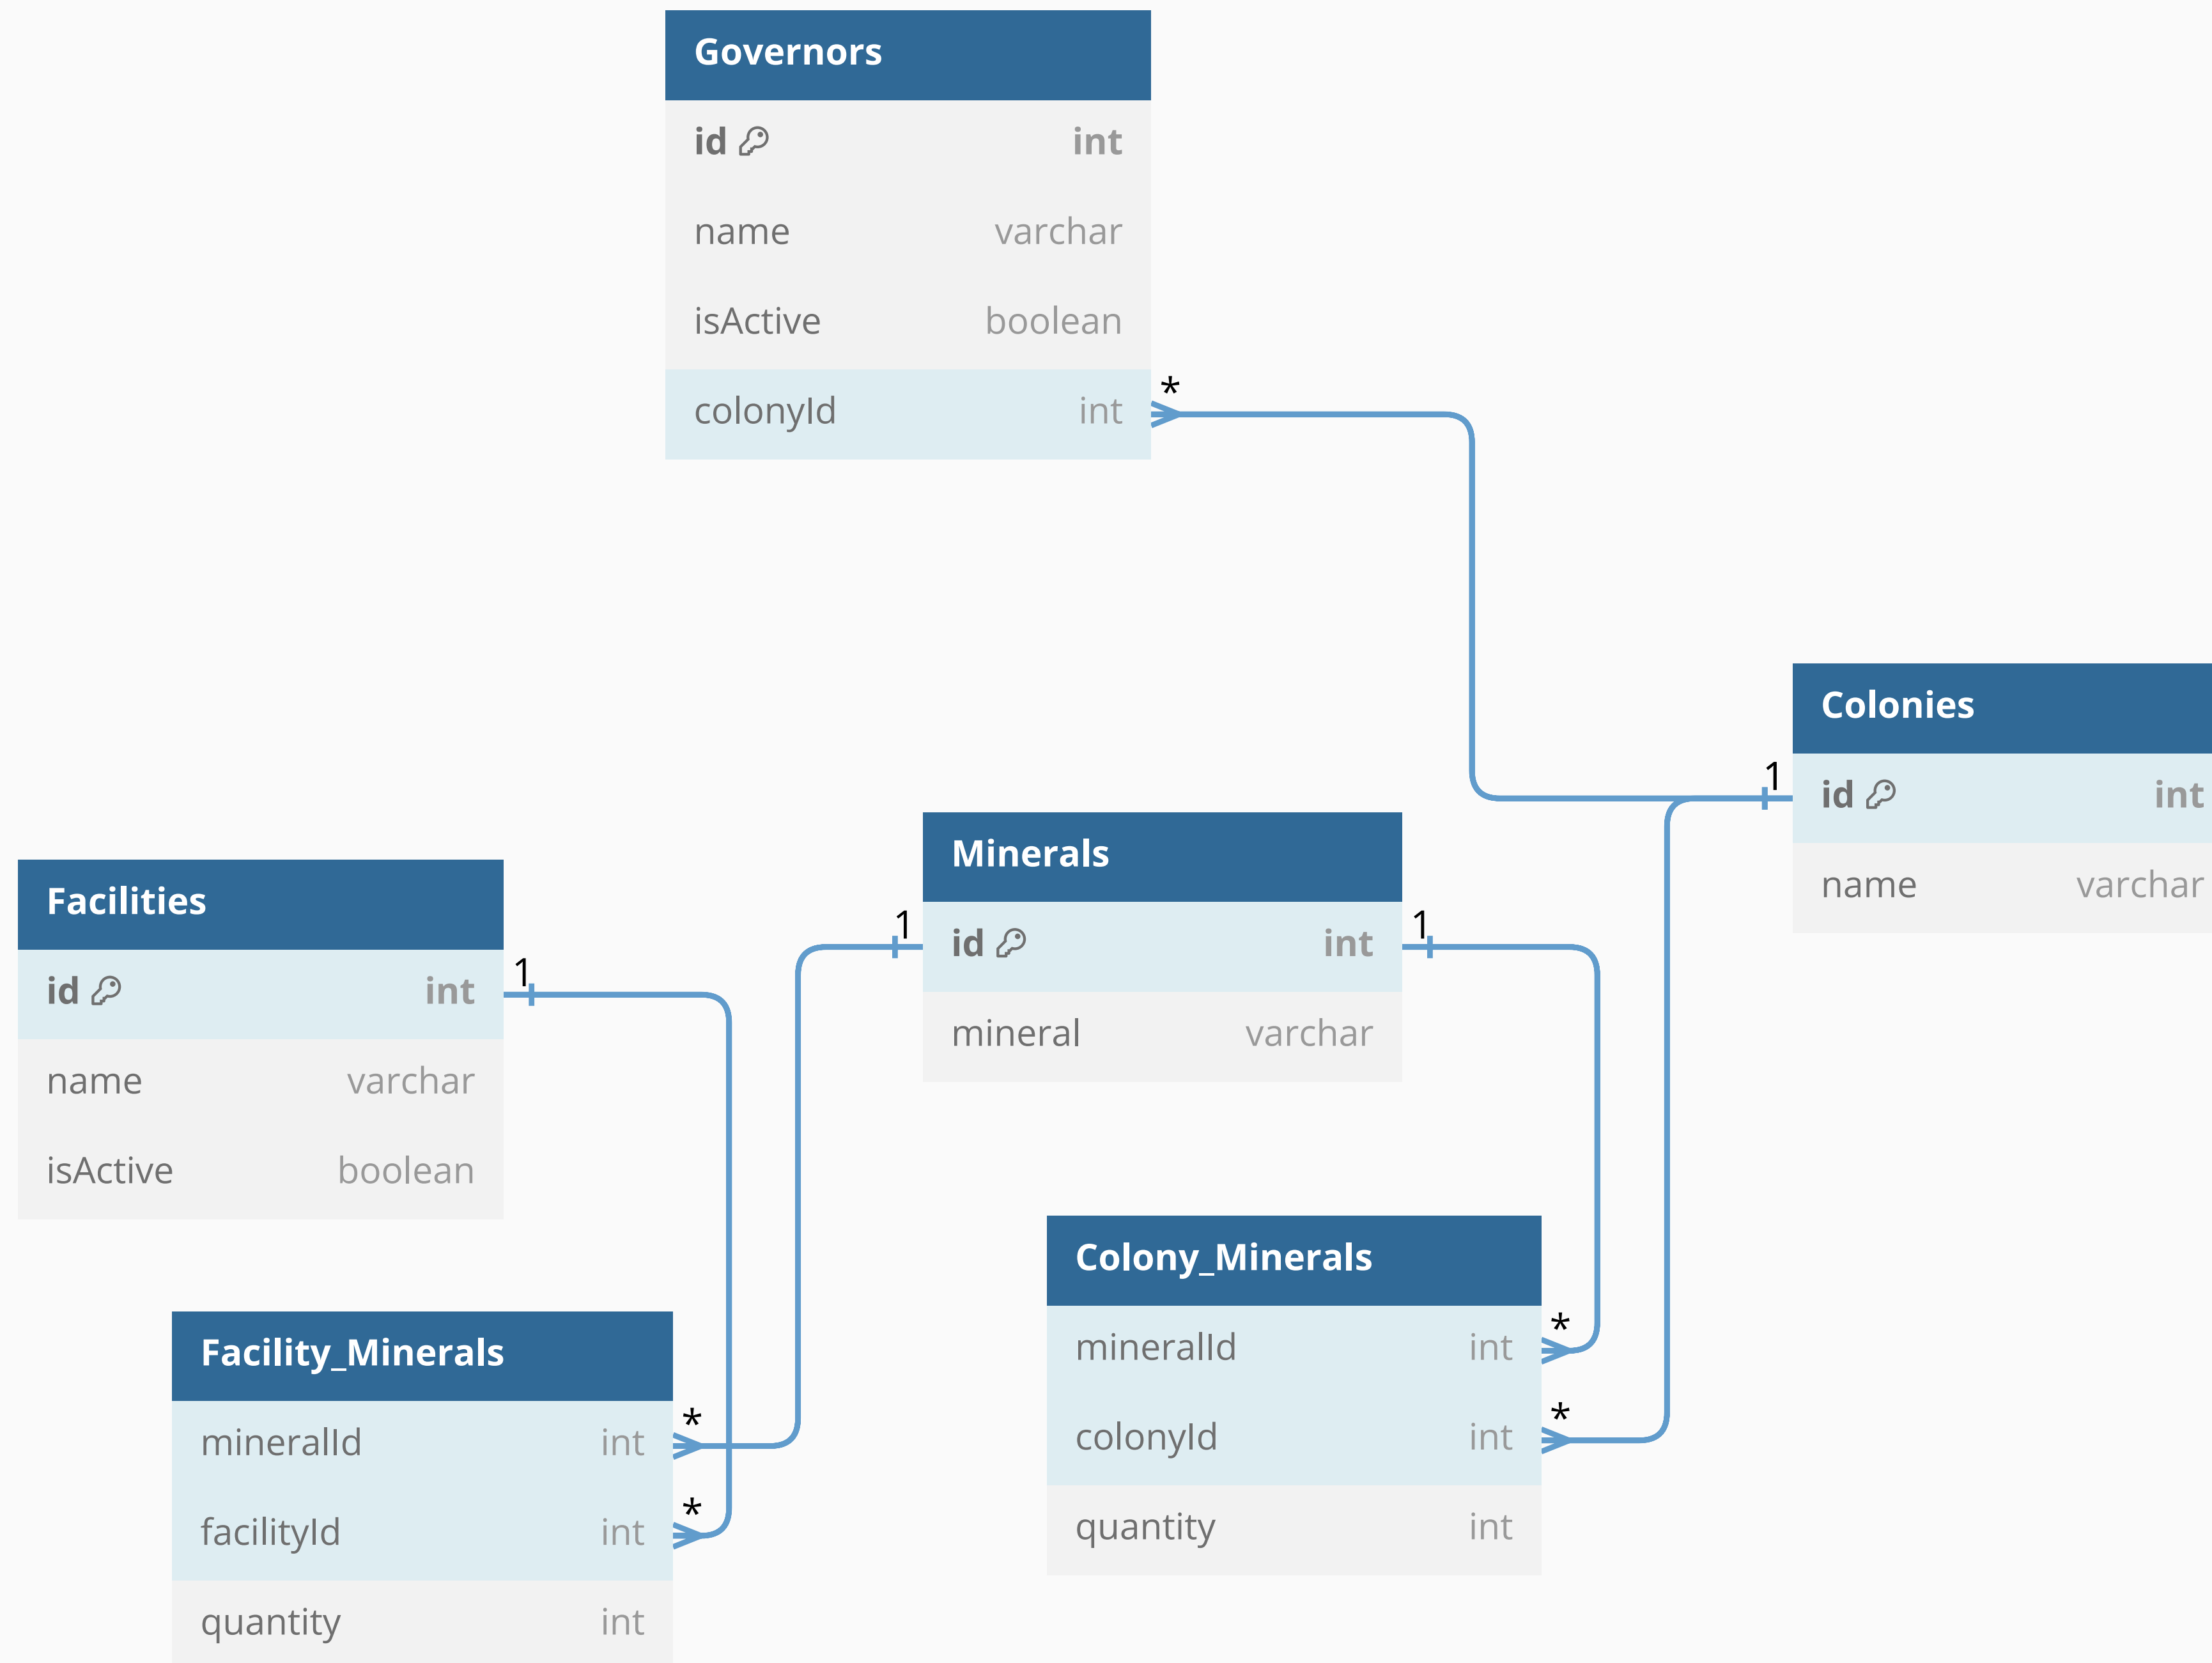 Governors
id int
name varchar
isActive boolean
colonyId int
*
Colonies
1
id int
name varchar
Minerals
1 id int 1
mineral varchar
Facilities
id int 1
name varchar
isActive boolean
Colony_Minerals
mineralId int *
colonyId int *
quantity int
Facility_Minerals
mineralId int *
facilityId int *
quantity int